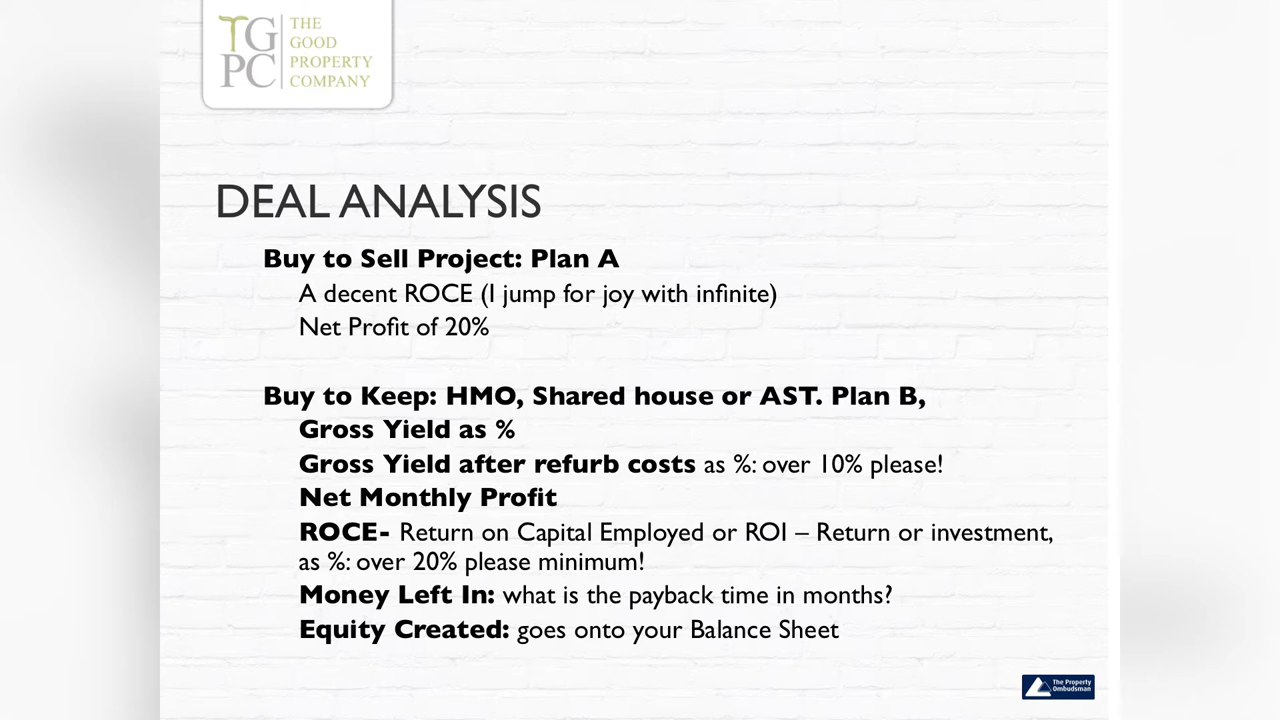 TG
PC
THE
GOOD
PROPERTY
COMPANY
DEAL ANALYSIS
Buy to Sell Project: Plan A
A decent ROCE (I jump for joy with infinite)
Net Profit of 20%
Buy to Keep: HMO, Shared house or AST. Plan B,
Gross Yield as %
Gross Yield after refurb costs as %: over 10% please!
Net Monthly Profit
ROCE- Return on Capital Employed or ROI – Return or investment,
as %: over 20% please minimum!
Money Left In: what is the payback time in months?
Equity Created: goes onto your Balance Sheet
The Property
Ombudsman